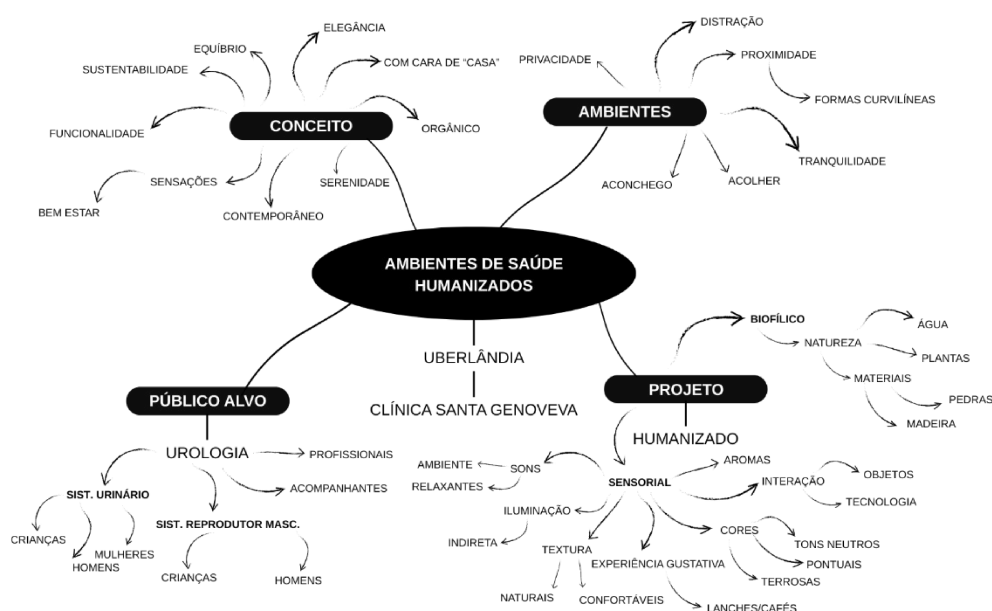 ELEGÂNCIA
EQUÍBRIO
COM CARA DE "CASA"
SUSTENTABILIDADE
CONCEITO
ORGÂNICO
FUNCIONALIDADE
SENSAÇÕES
SERENIDADE
BEM ESTAR
CONTEMPORÂNEO
DISTRAÇÃO
PRIVACIDADE
PROXIMIDADE
FORMAS CURVILÍNEAS
AMBIENTES
TRANQUILIDADE
ACONCHEGO
ACOLHER
AMBIENTES DE SAÚDE
HUMANIZADOS
UBERLÂNDIA
CLÍNICA SANTA GENOVEVA
PÚBLICO ALVO
UROLOGIA
PROFISSIONAIS
ACOMPANHANTES
SIST. URINÁRIO
CRIANÇAS
MULHERES
HOMENS
SIST. REPRODUTOR MASC.
CRIANÇAS
HOMENS
BIOFÍLICO
NATUREZA
ÁGUA
PLANTAS
MATERIAIS
PEDRAS
MADEIRA
PROJETO
HUMANIZADO
SENSORIAL
SONS
AMBIENTE
RELAXANTES
AROMAS
INTERAÇÃO
OBJETOS
TECNOLOGIA
ILUMINAÇÃO
INDIRETA
TEXTURA
NATURAIS
CONFORTÁVEIS
EXPERIÊNCIA GUSTATIVA
LANCHES/CAFÉS
CORES
TONS NEUTROS
PONTUAIS
TERROSAS